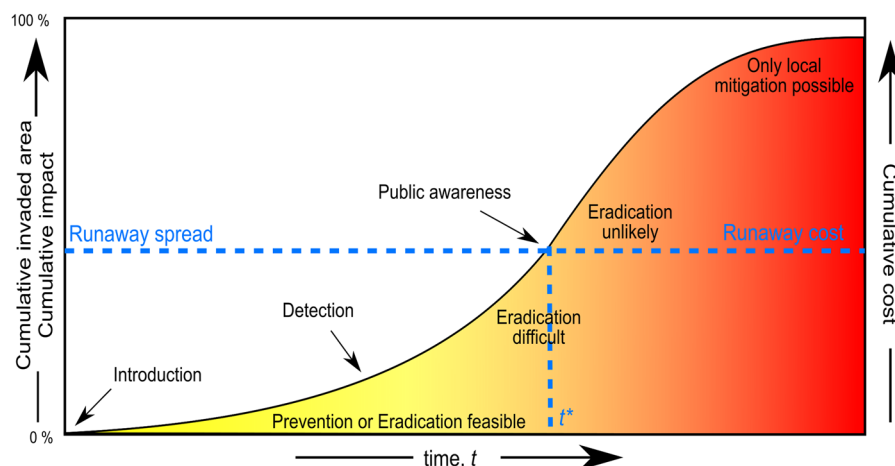 100 %
Cumulative invaded area
Cumulative impact
Runaway spread
Introduction
Detection
Public awareness
Only local
mitigation possible
Eradication
unlikely
Runaway cost
Eradication
difficult
Prevention or Eradication feasible
t*
0 %
time, t
Cumulative cost